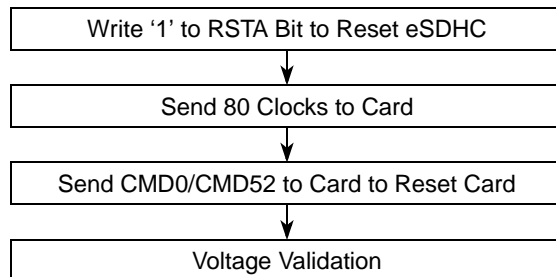 Write ‘1’ to RSTA Bit to Reset eSDHC
Send 80 Clocks to Card
Send CMD0/CMD52 to Card to Reset Card
Voltage Validation